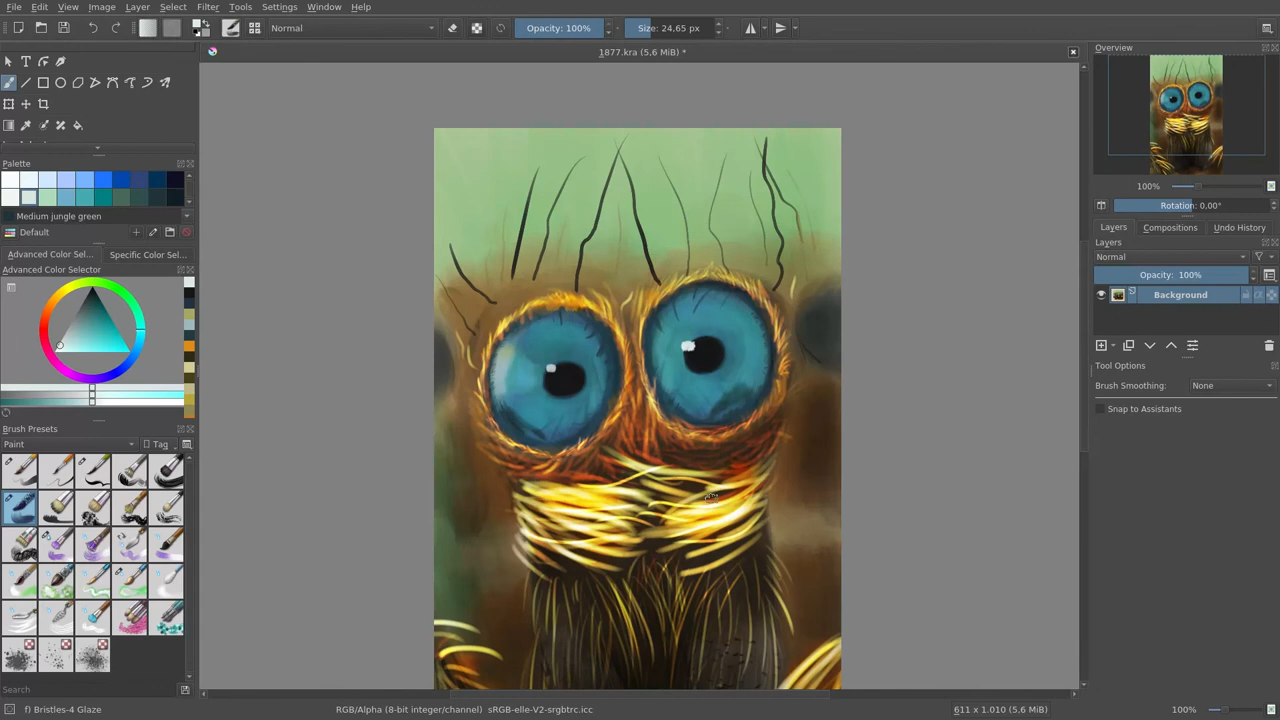 File Edit View Image Layer Select Filter Tools Settings Window Help
Normal
Opacity: 100%
Size: 24.65 px
1877.kra (5,6 MiB) *
Overview
100%
Rotation: 0,00°
Palette
Medium jungle green
Default
Advanced Color Sel...
Specific Color Sel...
Advanced Color Selector
Brush Presets
Paint
Tag
Search
Layers
Compositions
Undo History
Layers
Normal
Opacity: 100%
Background
Tool Options
Brush Smoothing:
None
Snap to Assistants
f) Bristles-4 Glaze
RGB/Alpha (8-bit integer/channel) sRGB-elle-V2-srgbtrc.icc
611 x 1.010 (5,6 MiB)
100%